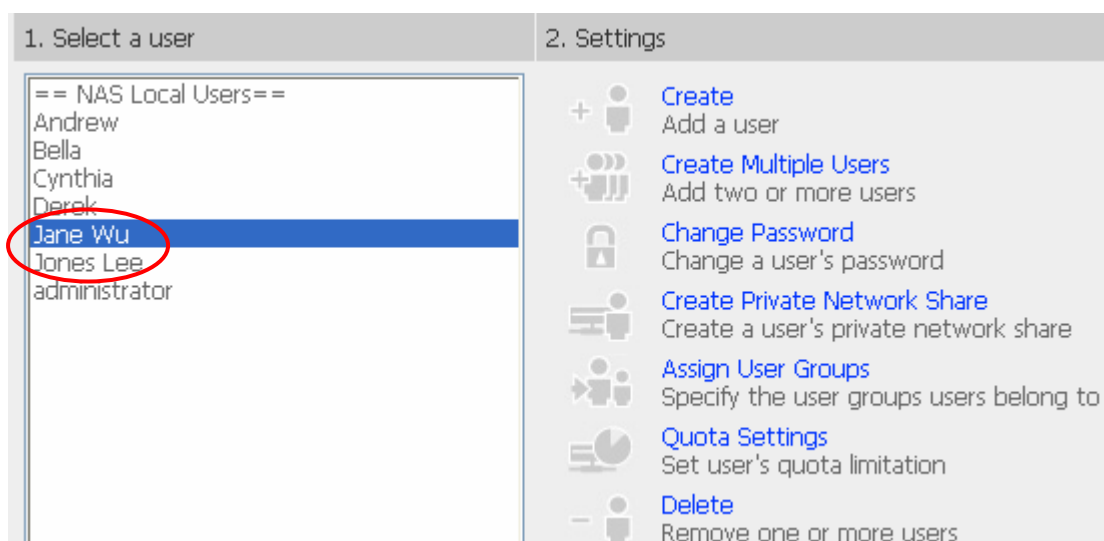 1. Select a user
== NAS Local Users==
Andrew
Bella
Cynthia
Derek
Jane Wu
Jones Lee
administrator
2. Settings
Create
Add a user
Create Multiple Users
Add two or more users
Change Password
Change a user's password
Create Private Network Share
Create a user's private network share
Assign User Groups
Specify the user groups users belong to
Quota Settings
Set user's quota limitation
Delete
Remove one or more users